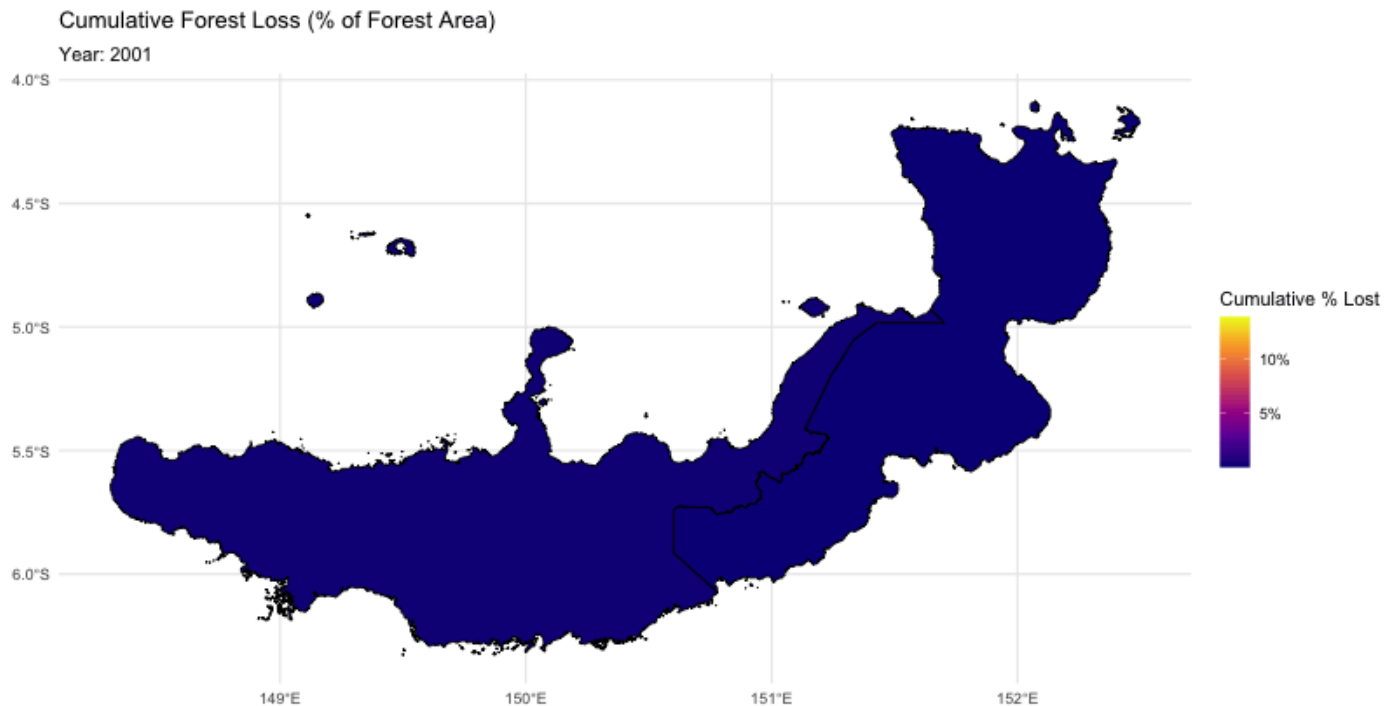 Cumulative Forest Loss (% of Forest Area)
Year: 2001
4.0°S
4.5°S
5.0°S
5.5°S
6.0°S
149°E
150°E
151°E
152°E
Cumulative % Lost
10%
5%